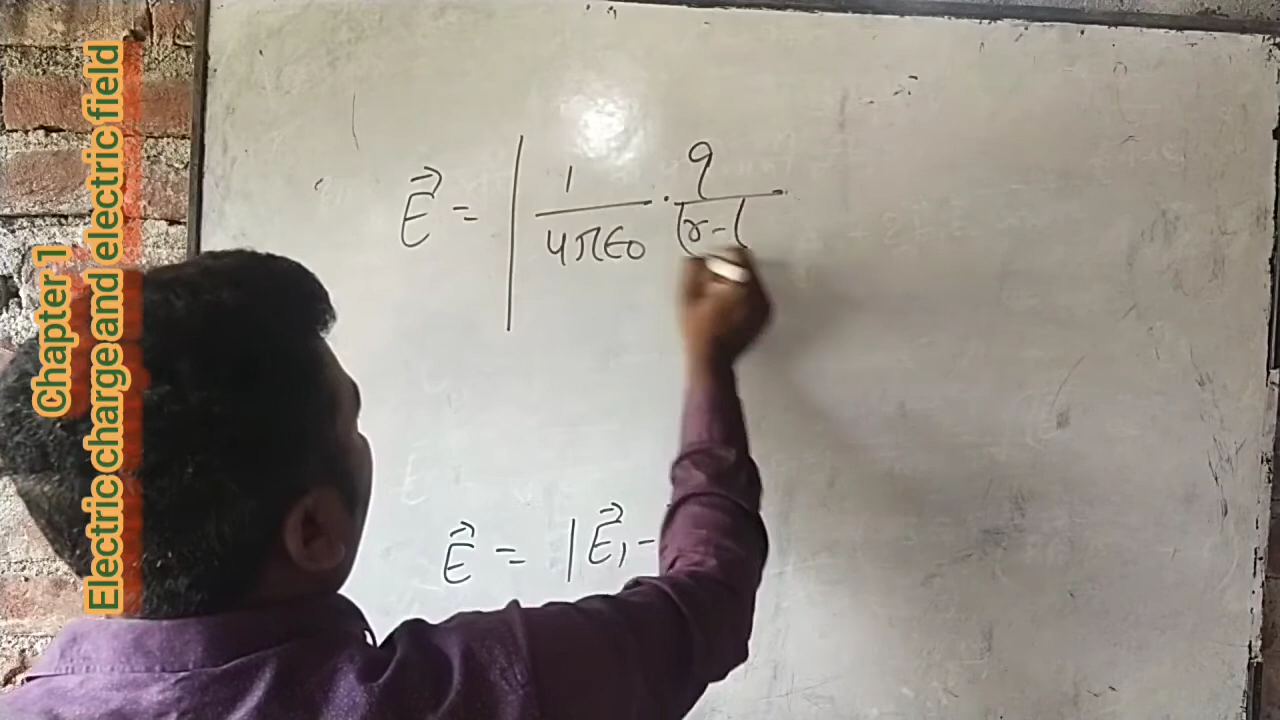 Chapter 1
Electric charge and electric field
E⃗ = | 1/4πϵ0 · q/(r-l
E⃗ = |E⃗1 -